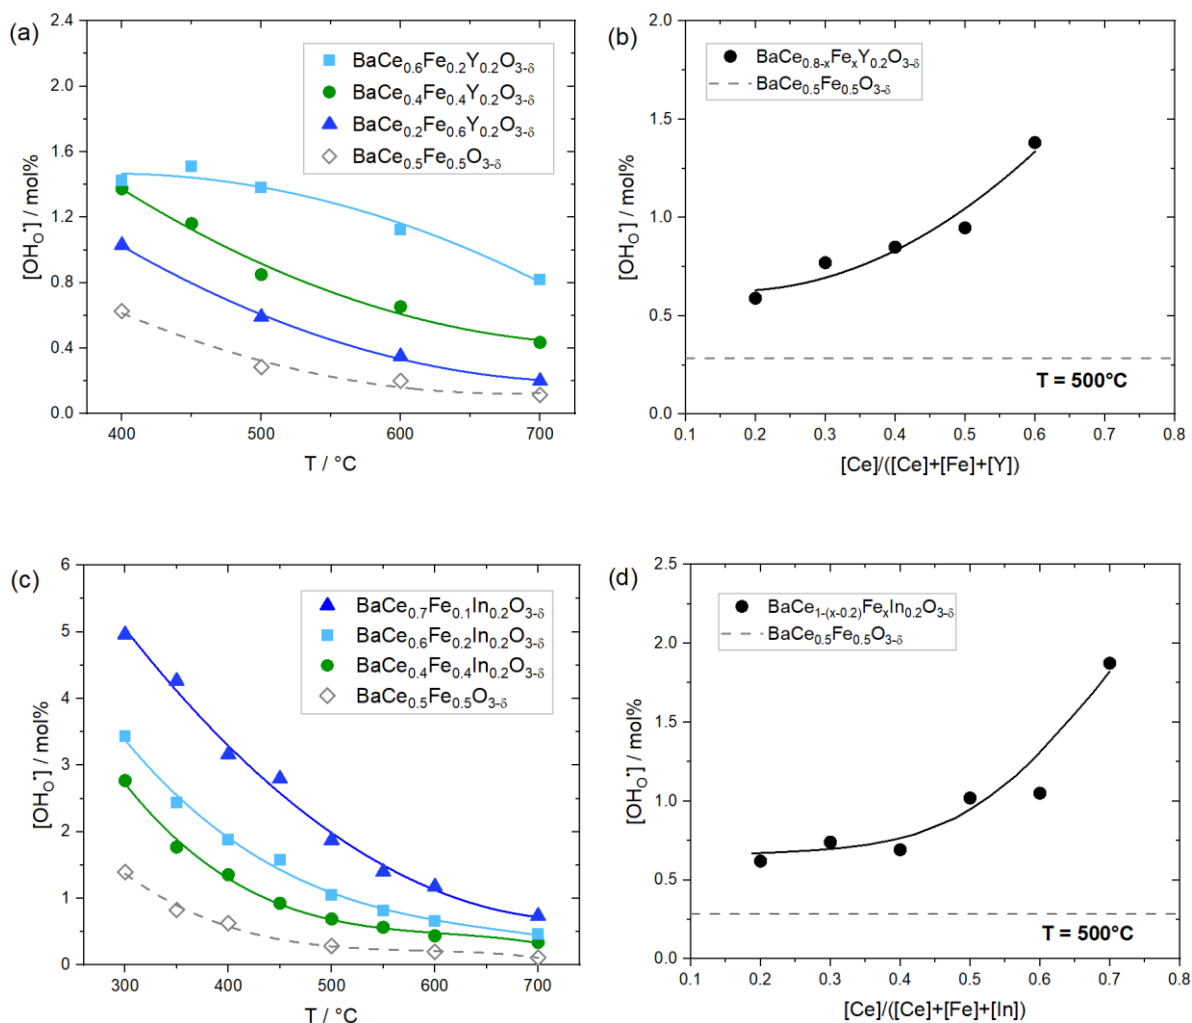 (a)
2.4
2.0
1.6
1.2
0.8
0.4
0.0
[OH_O^•] / mol%
BaCe0.6Fe0.2Y0.2O3-δ
BaCe0.4Fe0.4Y0.2O3-δ
BaCe0.2Fe0.6Y0.2O3-δ
BaCe0.5Fe0.5O3-δ
400 500 600 700
T / °C
(b)
2.0
1.5
1.0
0.5
0.0
[OH_O^•] / mol%
BaCe0.8-xFexY0.2O3-δ
BaCe0.5Fe0.5O3-δ
T = 500°C
0.1 0.2 0.3 0.4 0.5 0.6 0.7 0.8
[Ce]/([Ce]+[Fe]+[Y])
(c)
6
5
4
3
2
1
0
[OH_O^•] / mol%
BaCe0.7Fe0.1In0.2O3-δ
BaCe0.6Fe0.2In0.2O3-δ
BaCe0.4Fe0.4In0.2O3-δ
BaCe0.5Fe0.5O3-δ
300 400 500 600 700
T / °C
(d)
2.5
2.0
1.5
1.0
0.5
0.0
[OH_O^•] / mol%
BaCe1-(x-0.2)FexIn0.2O3-δ
BaCe0.5Fe0.5O3-δ
T = 500°C
0.1 0.2 0.3 0.4 0.5 0.6 0.7 0.8
[Ce]/([Ce]+[Fe]+[In])